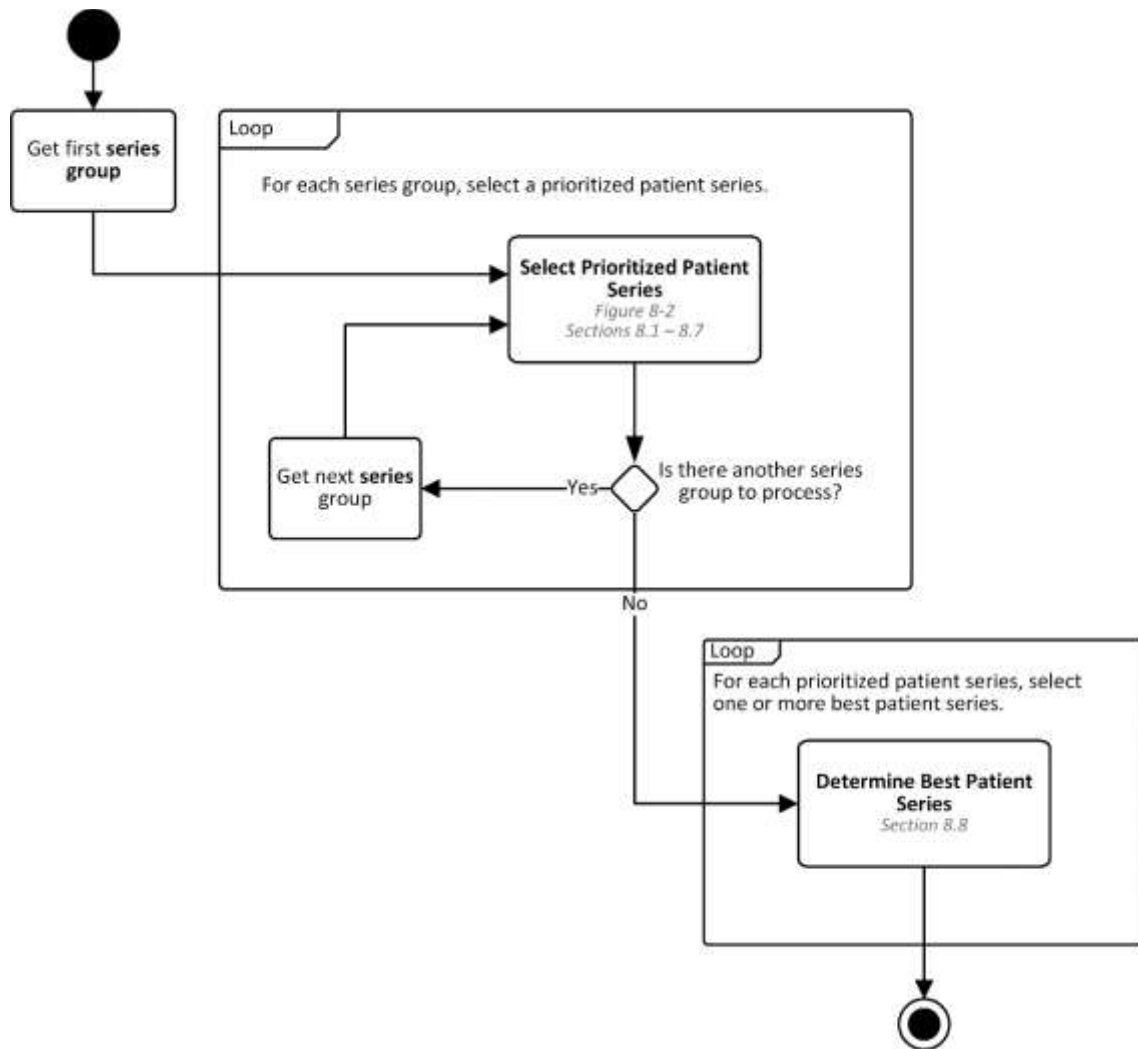 Get first series
group
Loop
For each series group, select a prioritized patient series.
Select Prioritized Patient
Series
Figure 8-2
Sections 8.1 – 8.7
Get next series
group
Yes
Is there another series
group to process?
No
Loop
For each prioritized patient series, select
one or more best patient series.
Determine Best Patient
Series
Section 8.8